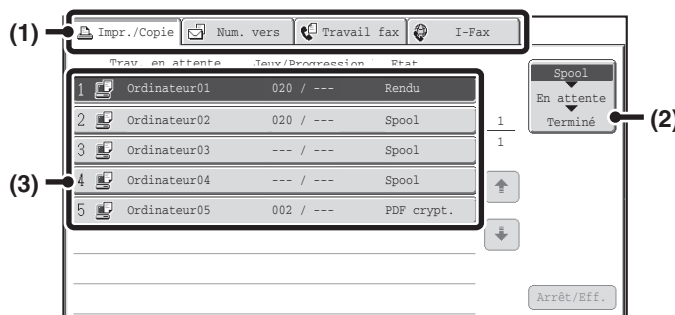 (1) Impr./Copie Num. vers Travail fax I-Fax
Trav. en attente Jeux/Progression Etat
1 Ordinateur01 020 / --- Rendu
2 Ordinateur02 020 / --- Spool
3 Ordinateur03 --- / --- Spool
(3) 4 Ordinateur04 --- / --- Spool
5 Ordinateur05 002 / --- PDF crypt.
1
1
Spool
En attente
Terminé
(2)
Arrêt/Eff.